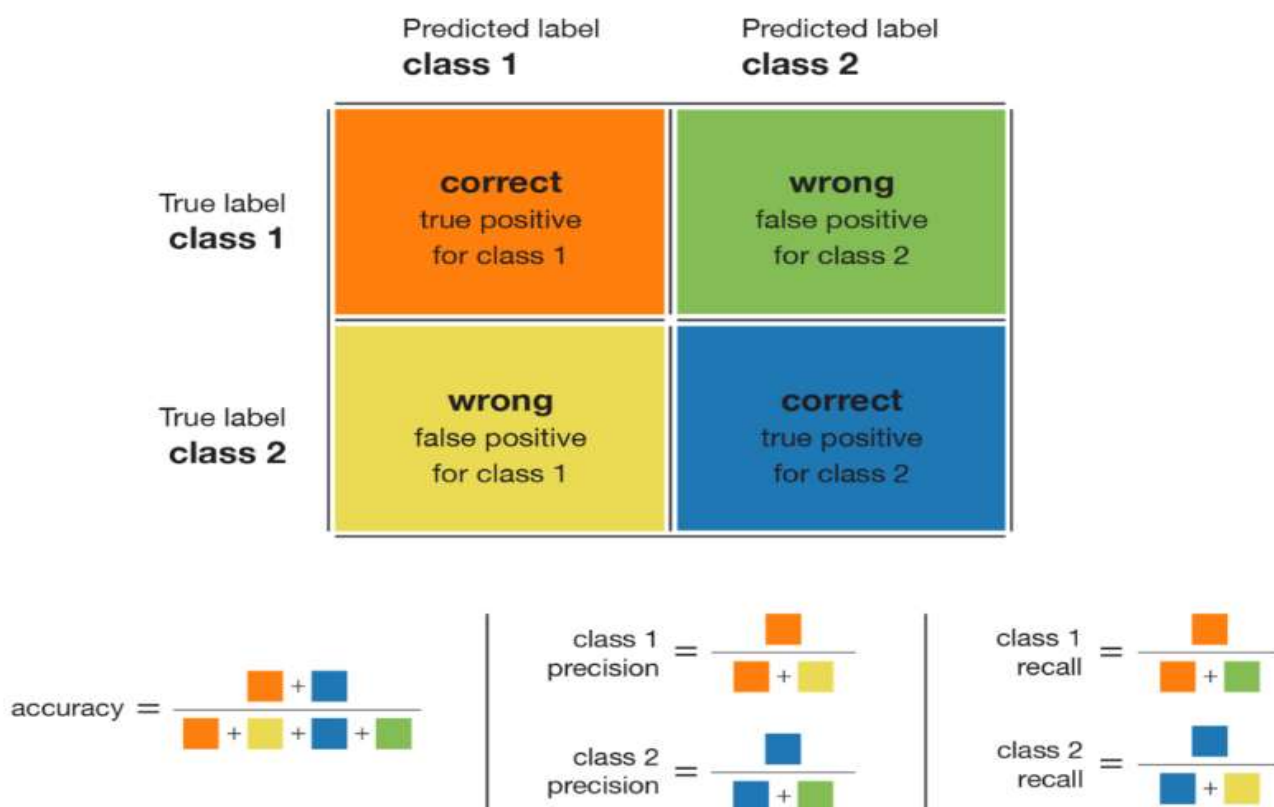 Predicted label
class 1
Predicted label
class 2
True label
class 1
correct
true positive
for class 1
wrong
false positive
for class 2
True label
class 2
wrong
false positive
for class 1
correct
true positive
for class 2
accuracy =
+
+ + +
class 1
precision =
+
class 2
precision =
+
class 1
recall =
+
class 2
recall =
+